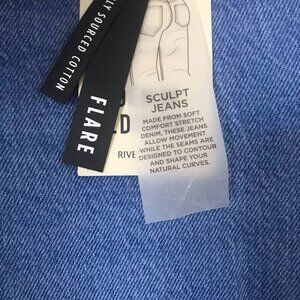 LY SOURCED COTTON
FLARE
RIVE
SCULPT
JEANS
MADE FROM SOFT
COMFORT STRETCH
DENIM, THESE JEANS
ALLOW MOVEMENT
WHILE THE SEAMS ARE
DESIGNED TO CONTOUR
AND SHAPE YOUR
NATURAL CURVES.